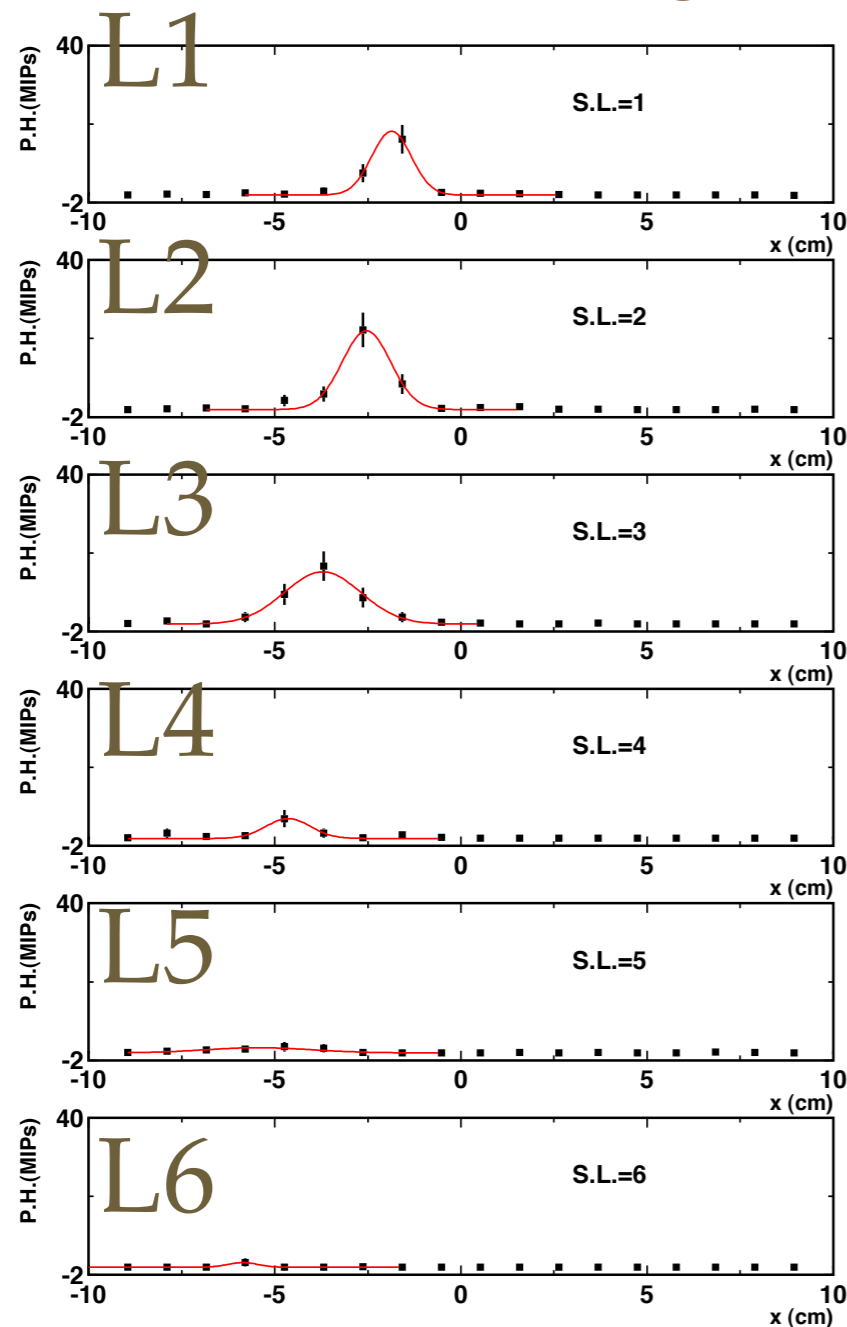 L1
40
P.H.(MIPs)
S.L.=1
-2
-10 -5 0 5 10
x (cm)
L2
40
P.H.(MIPs)
S.L.=2
-2
-10 -5 0 5 10
x (cm)
L3
40
P.H.(MIPs)
S.L.=3
-2
-10 -5 0 5 10
x (cm)
L4
40
P.H.(MIPs)
S.L.=4
-2
-10 -5 0 5 10
x (cm)
L5
40
P.H.(MIPs)
S.L.=5
-2
-10 -5 0 5 10
x (cm)
L6
40
P.H.(MIPs)
S.L.=6
-2
-10 -5 0 5 10
x (cm)